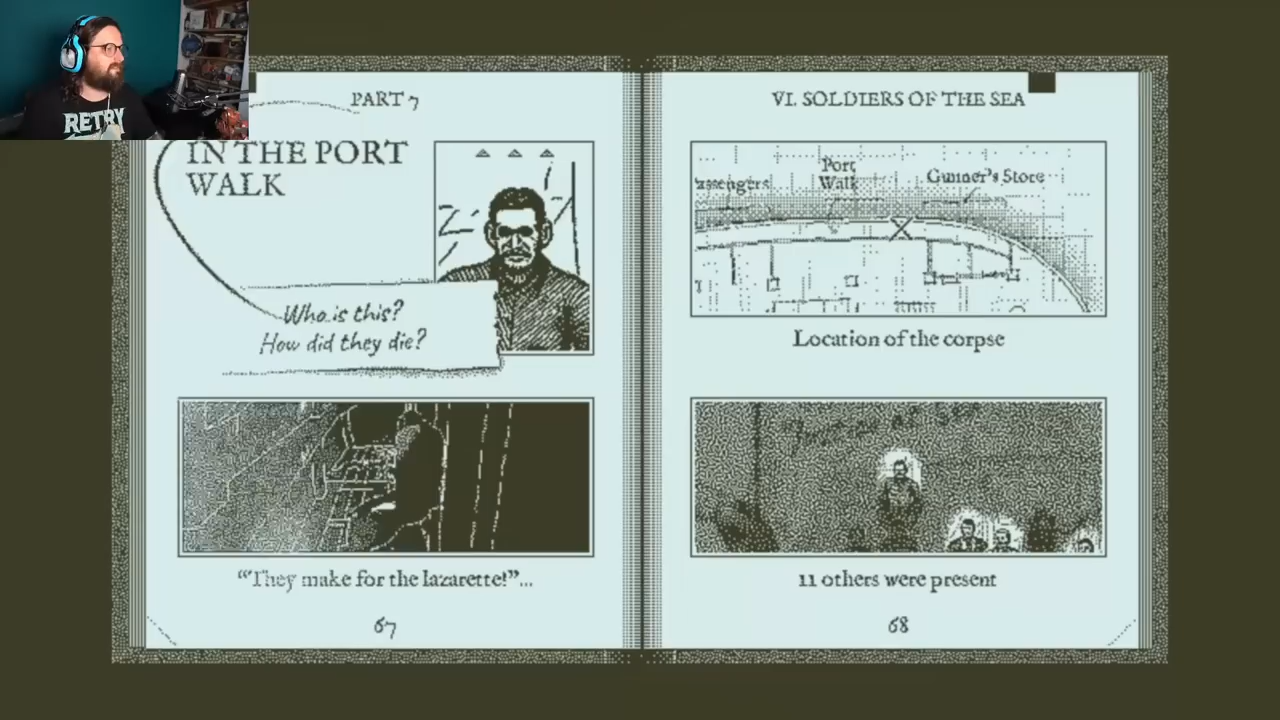 RETRY
PART 7
IN THE PORT
WALK
Who is this?
How did they die?
"They make for the lazarette!"...
67
VI. SOLDIERS OF THE SEA
Port
Walk
Gunner's Store
Location of the corpse
11 others were present
68